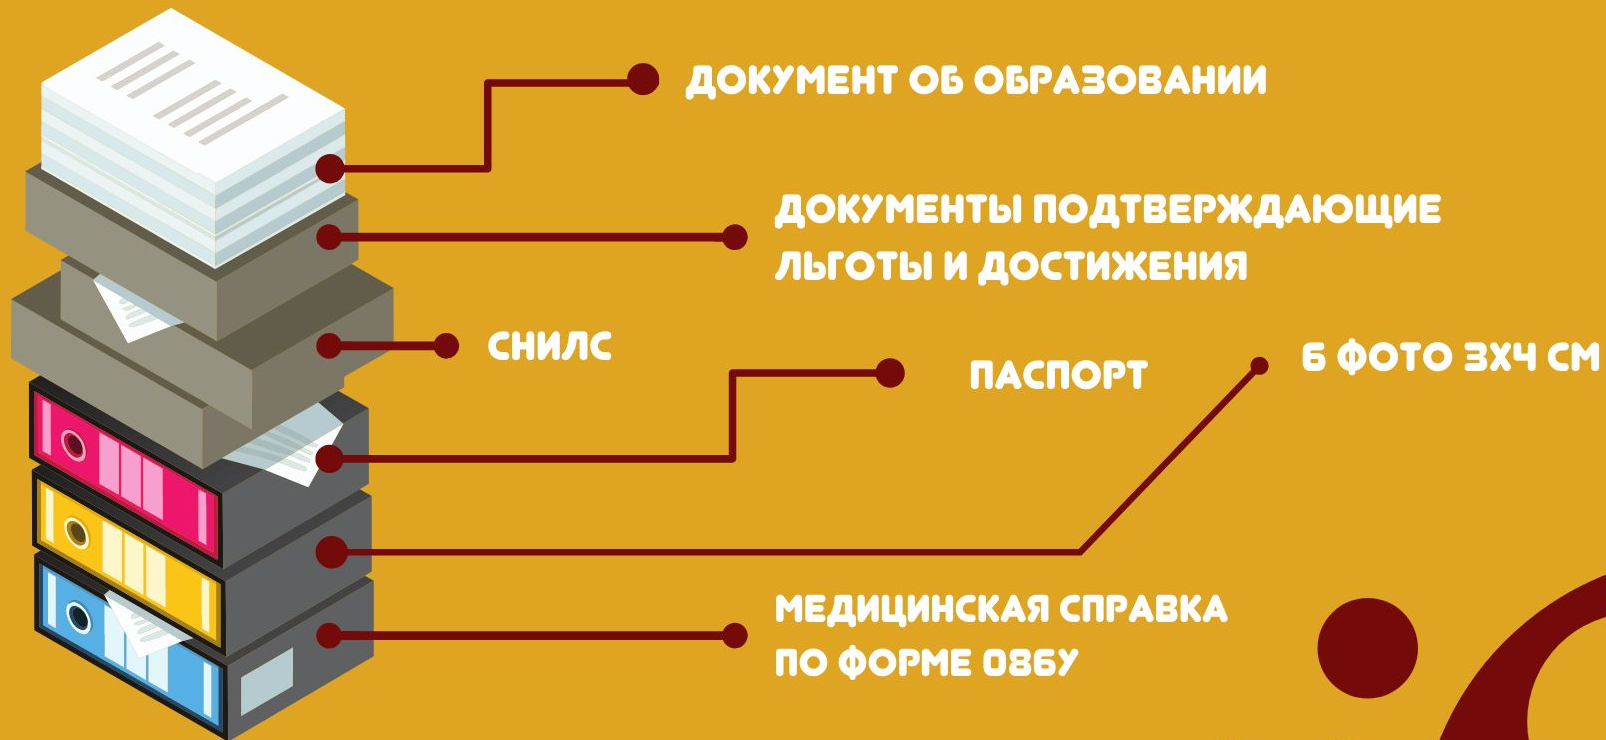 ДОКУМЕНТ ОБ ОБРАЗОВАНИИ
ДОКУМЕНТЫ ПОДТВЕРЖДАЮЩИЕ
ЛЬГОТЫ И ДОСТИЖЕНИЯ
СНИЛС
ПАСПОРТ
6 ФОТО 3Х4 СМ
МЕДИЦИНСКАЯ СПРАВКА
ПО ФОРМЕ 086У